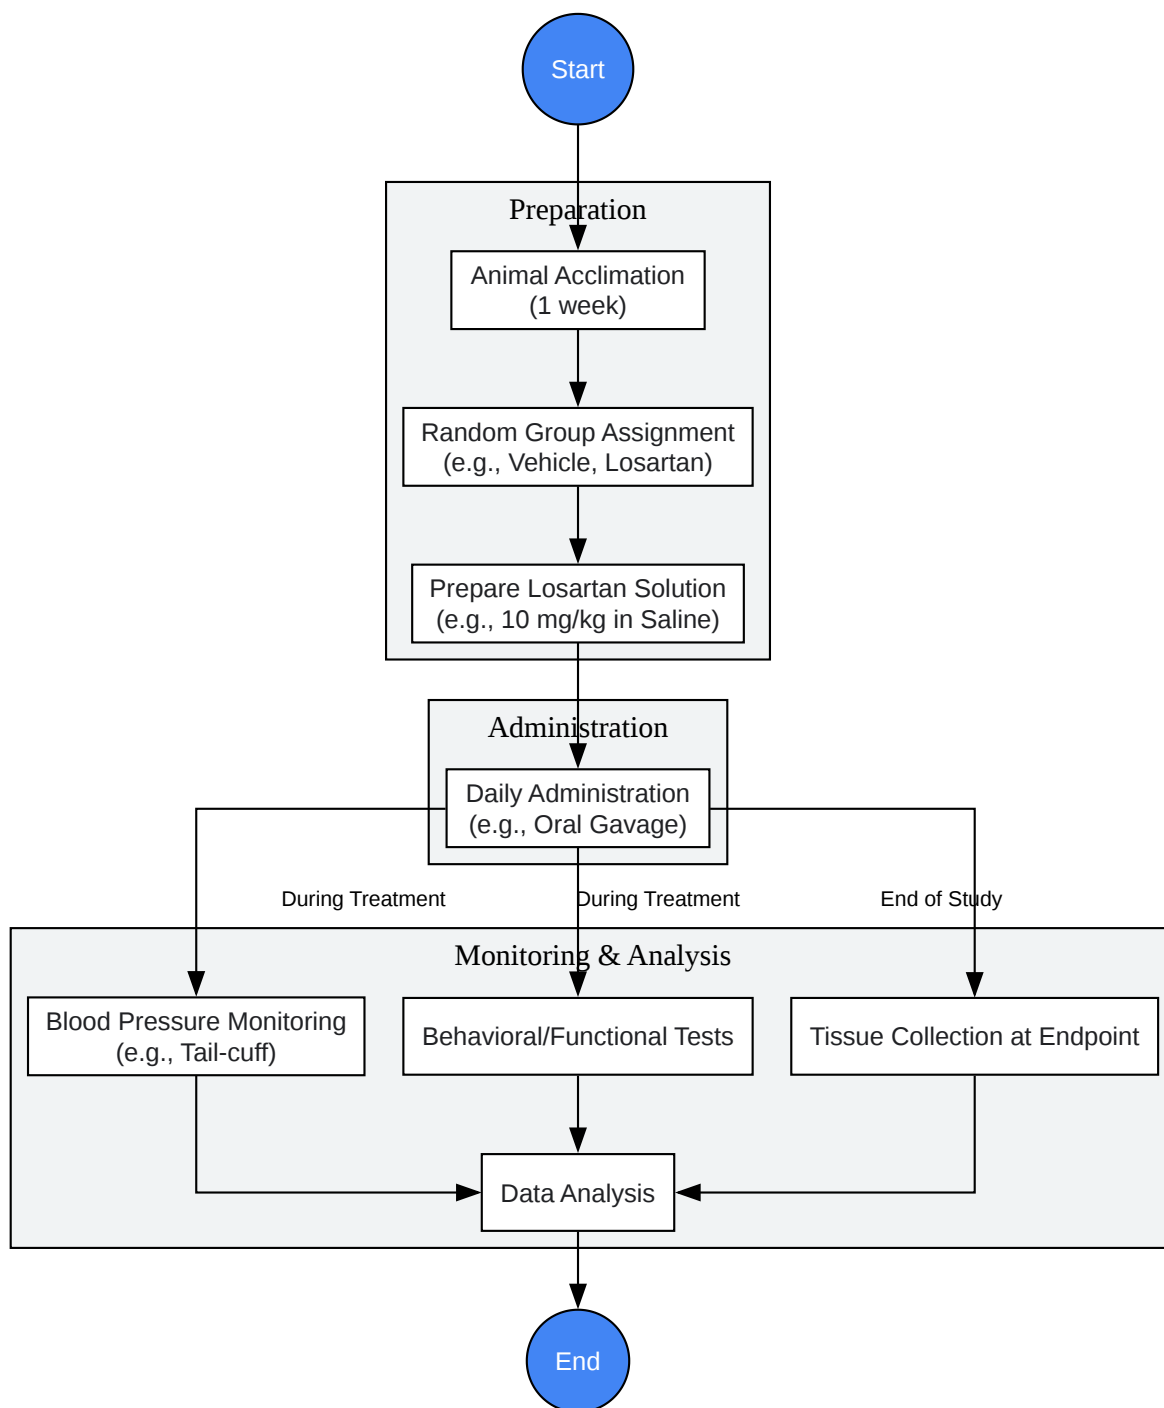 Start
Preparation
Animal Acclimation
(1 week)
Random Group Assignment
(e.g., Vehicle, Losartan)
Prepare Losartan Solution
(e.g., 10 mg/kg in Saline)
Administration
Daily Administration
(e.g., Oral Gavage)
During Treatment
During Treatment
End of Study
Monitoring & Analysis
Blood Pressure Monitoring
(e.g., Tail-cuff)
Behavioral/Functional Tests
Tissue Collection at Endpoint
Data Analysis
End